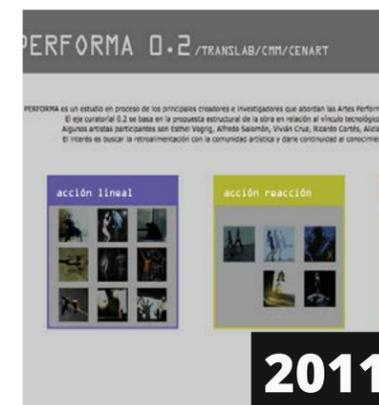 PERFORMA 0.2 /TRANSLAB/CMM/CENART
PERFORMA es un estudio en proceso de los principales creadores e investigadores que abordan las Artes Perform
El eje curatorial 0.2 se basa en la propuesta estructural de la obra en relación al vínculo tecnológico
Algunos artistas participantes son Esther Vogrig, Alfredo Salomón, Vivián Cruz, Ricardo Cortés, Alicia
El interés es buscar la retroalimentación con la comunidad artística y darle continuidad al conocimie
acción lineal
acción reacción
2011